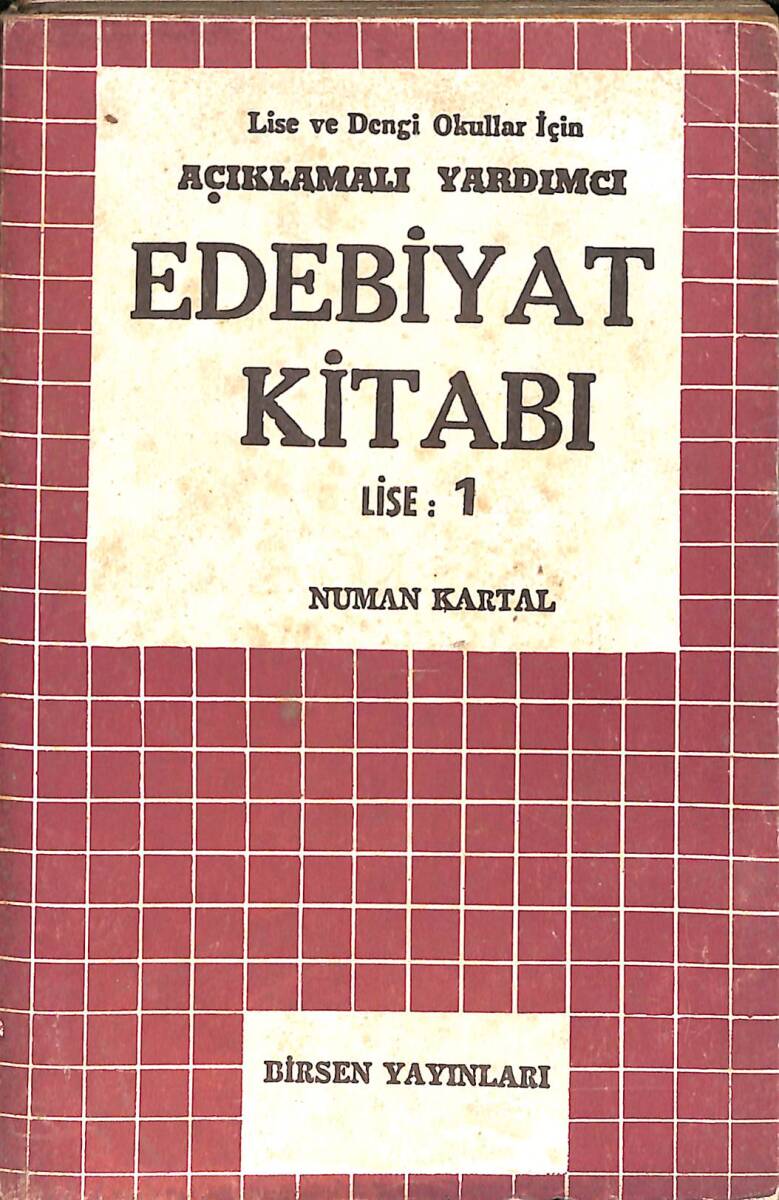 Lise ve Dengi Okullar İçin
AÇIKLAMALI YARDIMCI
EDEBİYAT
KİTABI
LİSE : 1
NUMAN KARTAL
BİRSEN YAYINLARI